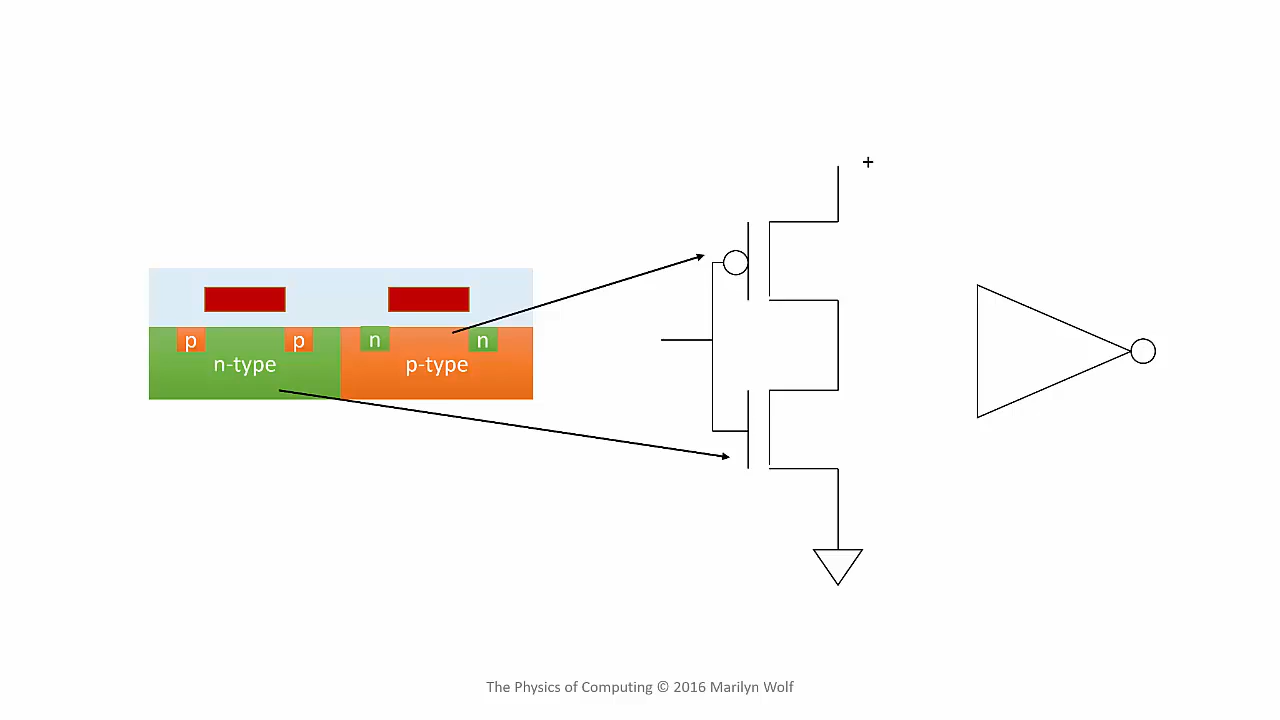 +
p p n n
n-type p-type
The Physics of Computing © 2016 Marilyn Wolf